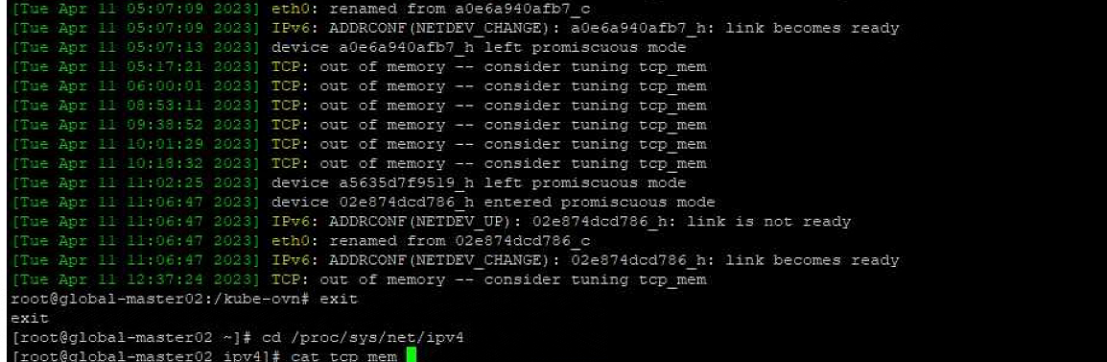 [Tue Apr 11 05:07:09 2023] eth0: renamed from a0e6a940afb7_c
[Tue Apr 11 05:07:09 2023] IPv6: ADDRCONF(NETDEV_CHANGE): a0e6a940afb7_h: link becomes ready
[Tue Apr 11 05:07:13 2023] device a0e6a940afb7_h left promiscuous mode
[Tue Apr 11 05:17:21 2023] TCP: out of memory -- consider tuning tcp_mem
[Tue Apr 11 06:00:01 2023] TCP: out of memory -- consider tuning tcp_mem
[Tue Apr 11 08:53:11 2023] TCP: out of memory -- consider tuning tcp_mem
[Tue Apr 11 09:38:52 2023] TCP: out of memory -- consider tuning tcp_mem
[Tue Apr 11 10:01:29 2023] TCP: out of memory -- consider tuning tcp_mem
[Tue Apr 11 10:18:32 2023] TCP: out of memory -- consider tuning tcp_mem
[Tue Apr 11 11:02:25 2023] device a5635d7f9519_h left promiscuous mode
[Tue Apr 11 11:06:47 2023] device 02e874dcd786_h entered promiscuous mode
[Tue Apr 11 11:06:47 2023] IPv6: ADDRCONF(NETDEV_UP): 02e874dcd786_h: link is not ready
[Tue Apr 11 11:06:47 2023] eth0: renamed from 02e874dcd786_c
[Tue Apr 11 11:06:47 2023] IPv6: ADDRCONF(NETDEV_CHANGE): 02e874dcd786_h: link becomes ready
[Tue Apr 11 12:37:24 2023] TCP: out of memory -- consider tuning tcp_mem
root@global-master02:/kube-ovn# exit
exit
[root@global-master02 ~]# cd /proc/sys/net/ipv4
[root@global-master02 ipv4]# cat tcp_mem